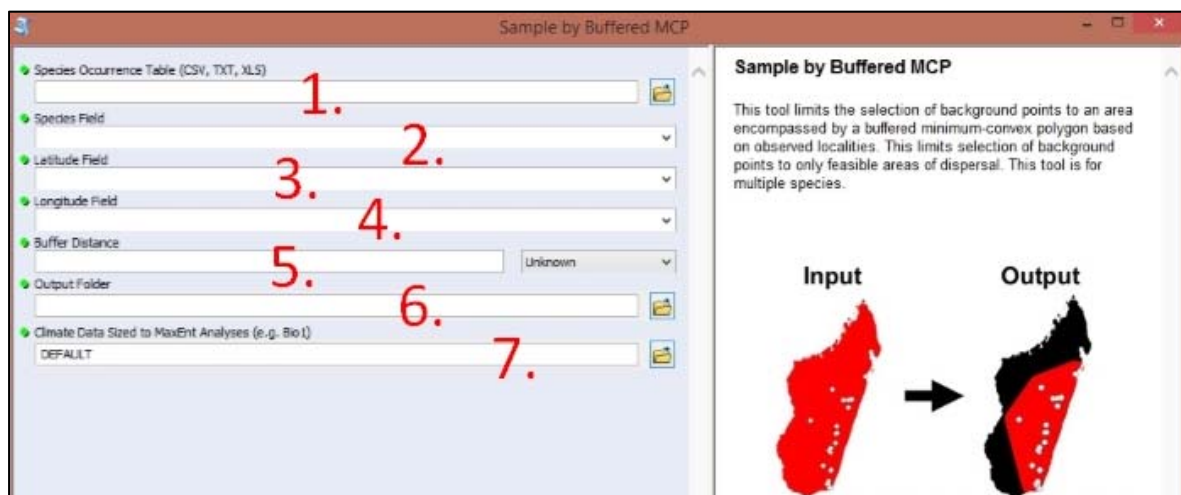 Sample by Buffered MCP
Species Occurrence Table (CSV, TXT, XLS)
1.
Species Field
2.
Latitude Field
3.
Longitude Field
4.
Buffer Distance
Unknown
5.
Output Folder
6.
Climate Data Sized to MaxEnt Analyses (e.g. Bio1)
DEFAULT
7.
Sample by Buffered MCP
This tool limits the selection of background points to an area
encompassed by a buffered minimum-convex polygon based
on observed localities. This limits selection of background
points to only feasible areas of dispersal. This tool is for
multiple species.
Input
Output